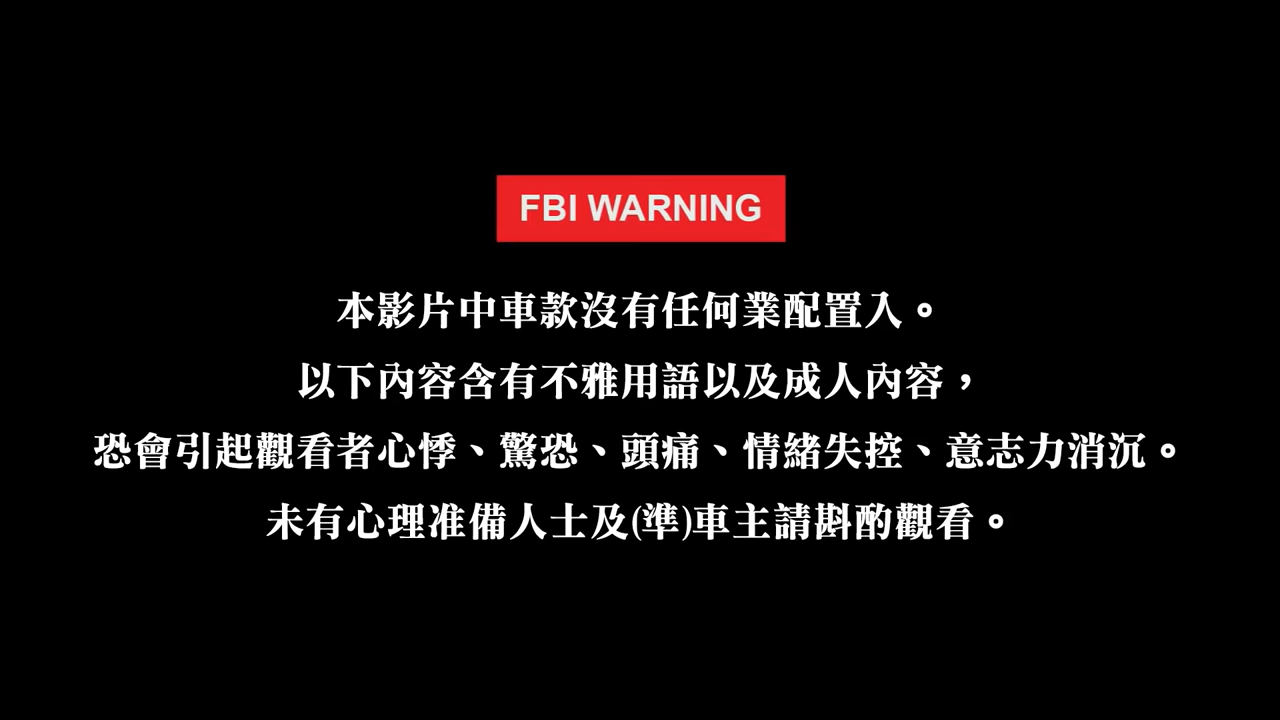 FBI WARNING
本影片中車款沒有任何業配置入。
以下內容含有不雅用語以及成人內容，
恐會引起觀看者心悸、驚恐、頭痛、情緒失控、意志力消沉。
未有心理准備人士及(準)車主請斟酌觀看。